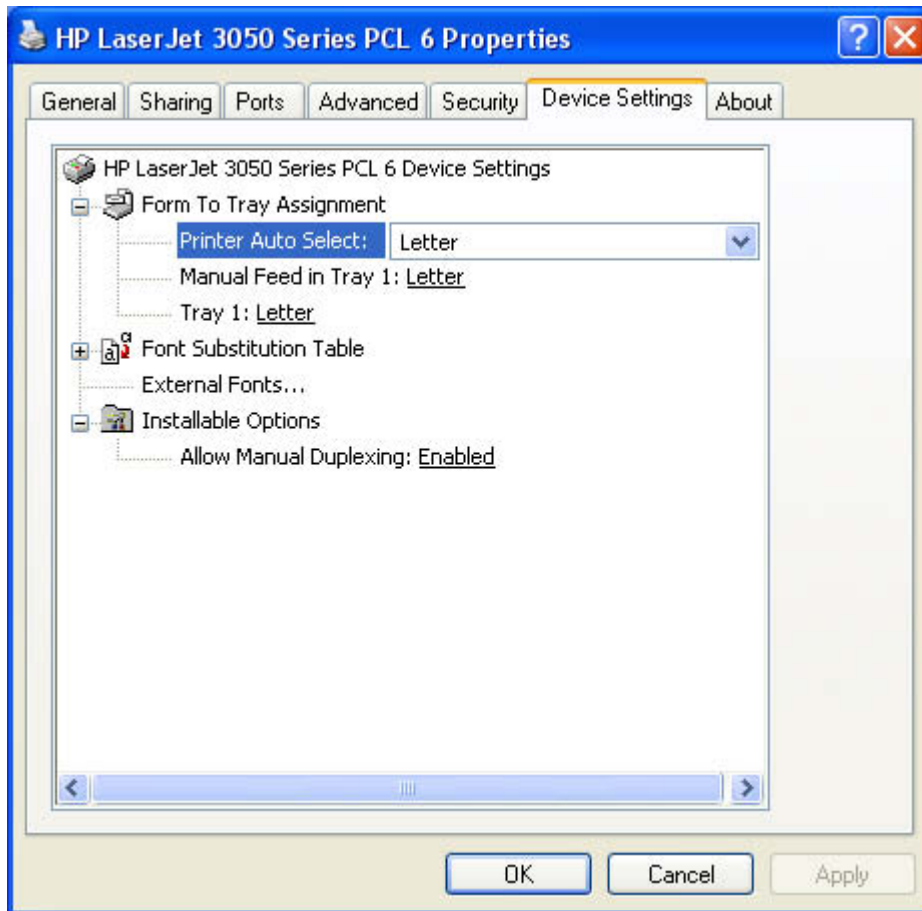 HP LaserJet 3050 Series PCL 6 Properties
General Sharing Ports Advanced Security Device Settings About
HP LaserJet 3050 Series PCL 6 Device Settings
Form To Tray Assignment
Printer Auto Select: Letter
Manual Feed in Tray 1: Letter
Tray 1: Letter
Font Substitution Table
External Fonts...
Installable Options
Allow Manual Duplexing: Enabled
OK Cancel Apply